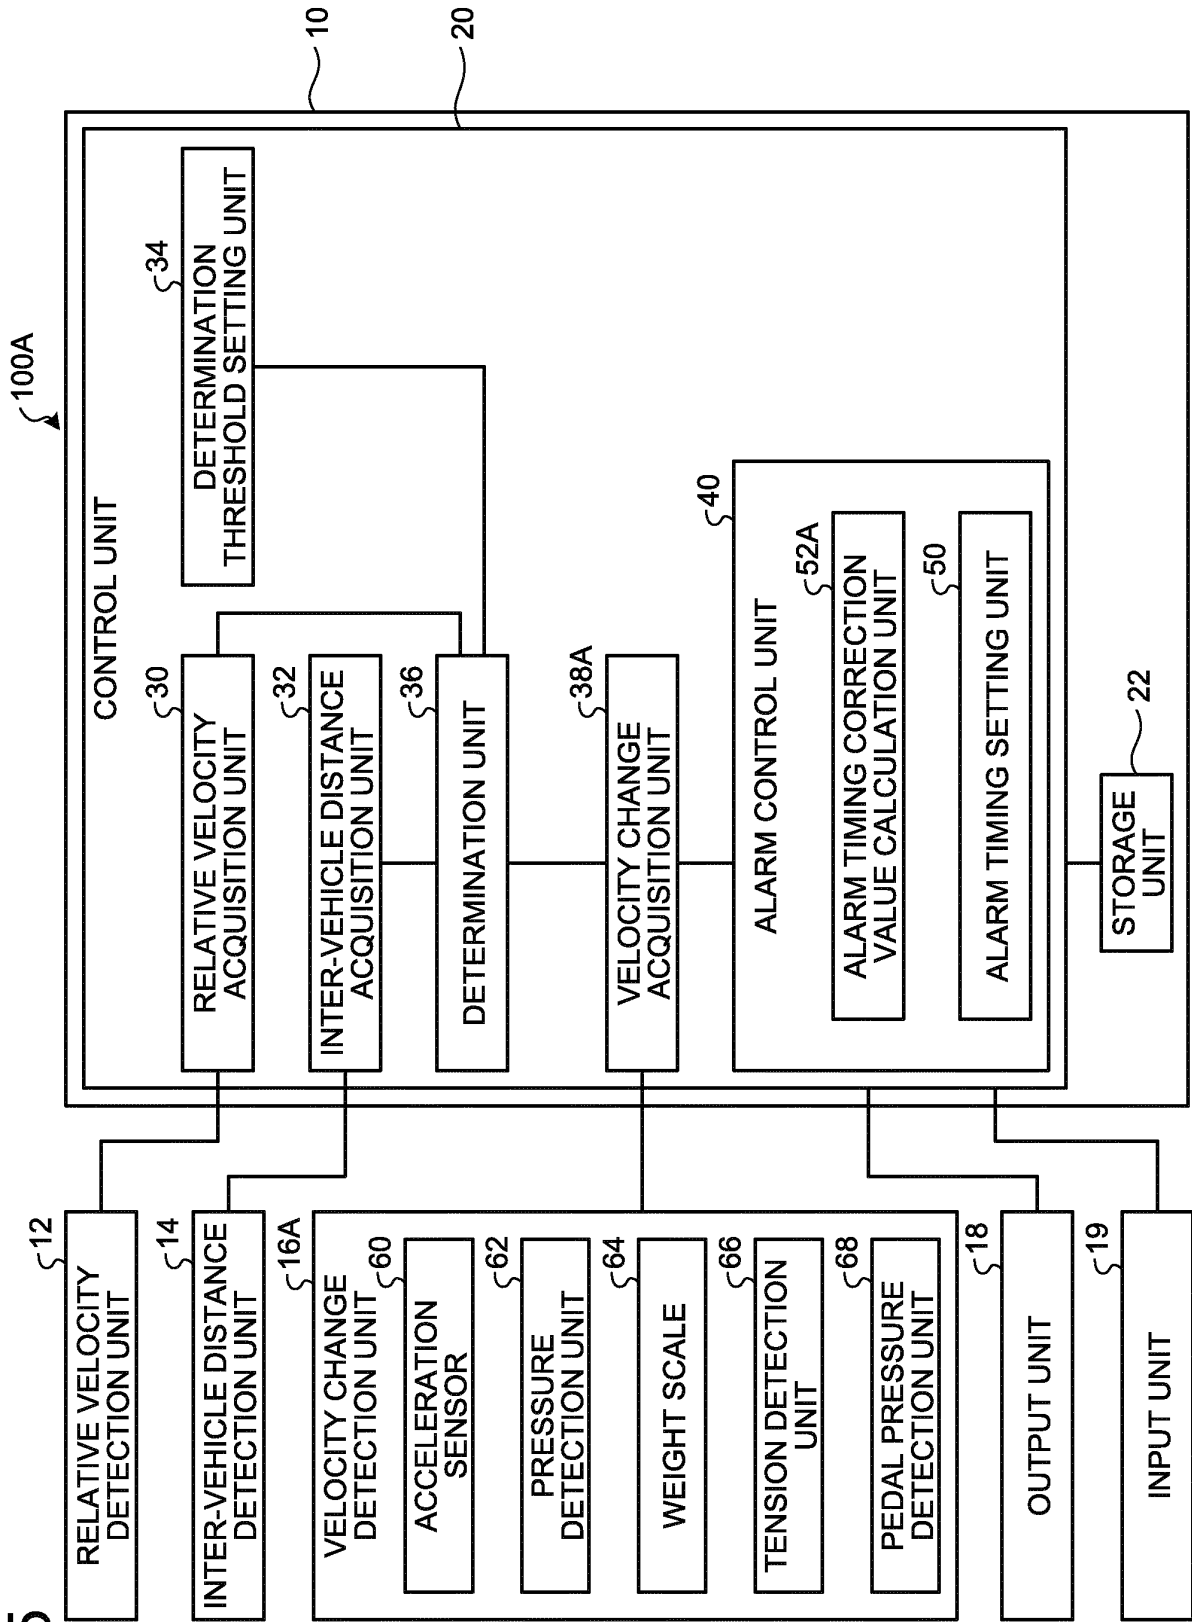 100A
10
20
CONTROL UNIT
12
RELATIVE VELOCITY
DETECTION UNIT
14
INTER-VEHICLE DISTANCE
DETECTION UNIT
16A
VELOCITY CHANGE
DETECTION UNIT
60
ACCELERATION
SENSOR
62
PRESSURE
DETECTION UNIT
64
WEIGHT SCALE
66
TENSION DETECTION
UNIT
68
PEDAL PRESSURE
DETECTION UNIT
18
OUTPUT UNIT
19
INPUT UNIT
30
RELATIVE VELOCITY
ACQUISITION UNIT
32
INTER-VEHICLE DISTANCE
ACQUISITION UNIT
34
DETERMINATION
THRESHOLD SETTING UNIT
36
DETERMINATION UNIT
38A
VELOCITY CHANGE
ACQUISITION UNIT
40
ALARM CONTROL UNIT
52A
ALARM TIMING CORRECTION
VALUE CALCULATION UNIT
50
ALARM TIMING SETTING UNIT
22
STORAGE
UNIT